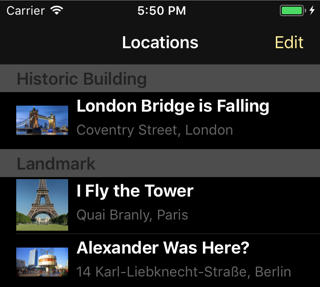 Carrier 5:50 PM
Locations Edit
Historic Building
London Bridge is Falling
Coventry Street, London
Landmark
I Fly the Tower
Quai Branly, Paris
Alexander Was Here?
14 Karl-Liebknecht-Straße, Berlin